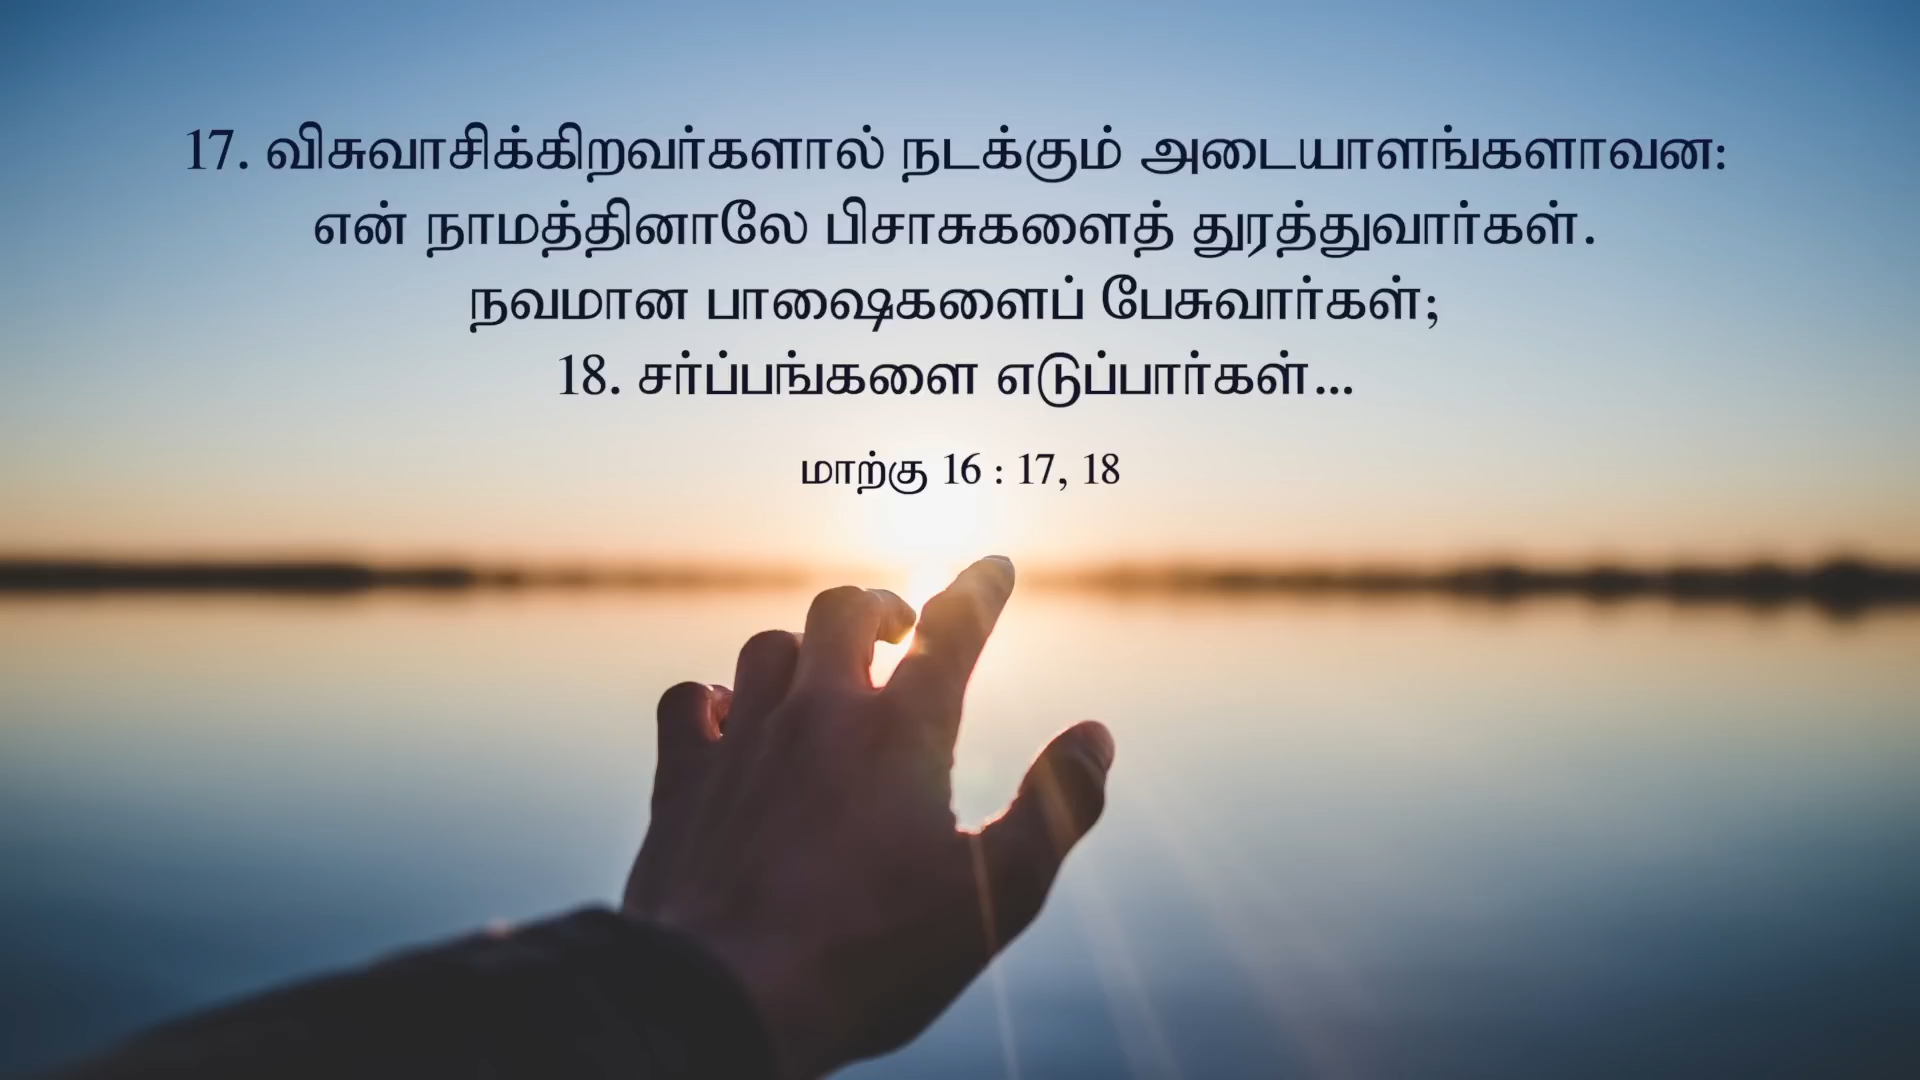 17. விசுவாசிக்கிறவர்களால் நடக்கும் அடையாளங்களாவன:
என் நாமத்தினாலே பிசாசுகளைத் துரத்துவார்கள்.
நவமான பாஷைகளைப் பேசுவார்கள்;
18. சர்ப்பங்களை எடுப்பார்கள்...
மாற்கு 16 : 17, 18